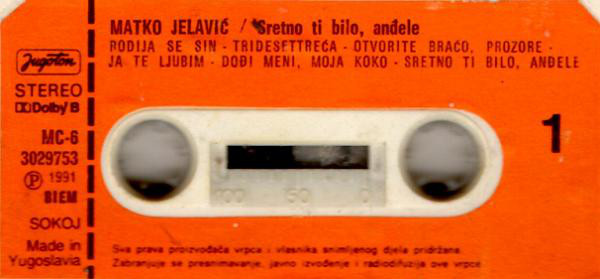 MATKO JELAVIĆ / Sretno ti bilo, anđele
RODIJA SE SIN - TRIDESETTREĆA - OTVORITE BRAĆO, PROZORE -
JA TE LJUBIM - DOĐI MENI, MOJA KOKO - SRETNO TI BILO, ANĐELE
Jugoton
STEREO
Dolby B
MC-6
3029753
Ⓟ 1991
BIEM
SOKOJ
Made in
Yugoslavia
1
100 50 0
Sva prava proizvođača vrpca i vlasnika snimljenog djela pridržana.
Zabranjuje se presnimavanje, javno izvođenje i radiodifuzija ove vrpce